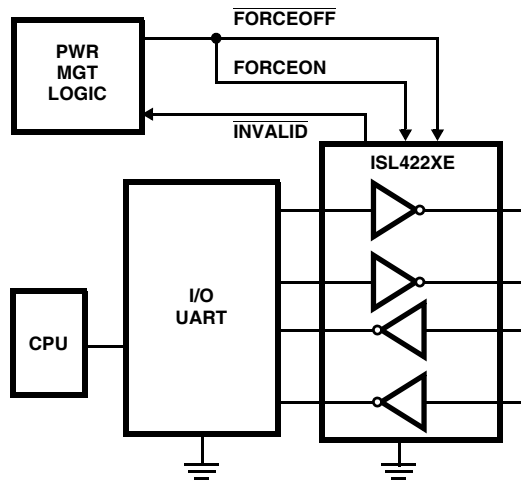 FORCEOFF
PWR
MGT
LOGIC
FORCEON
INVALID
ISL422XE
I/O
UART
CPU